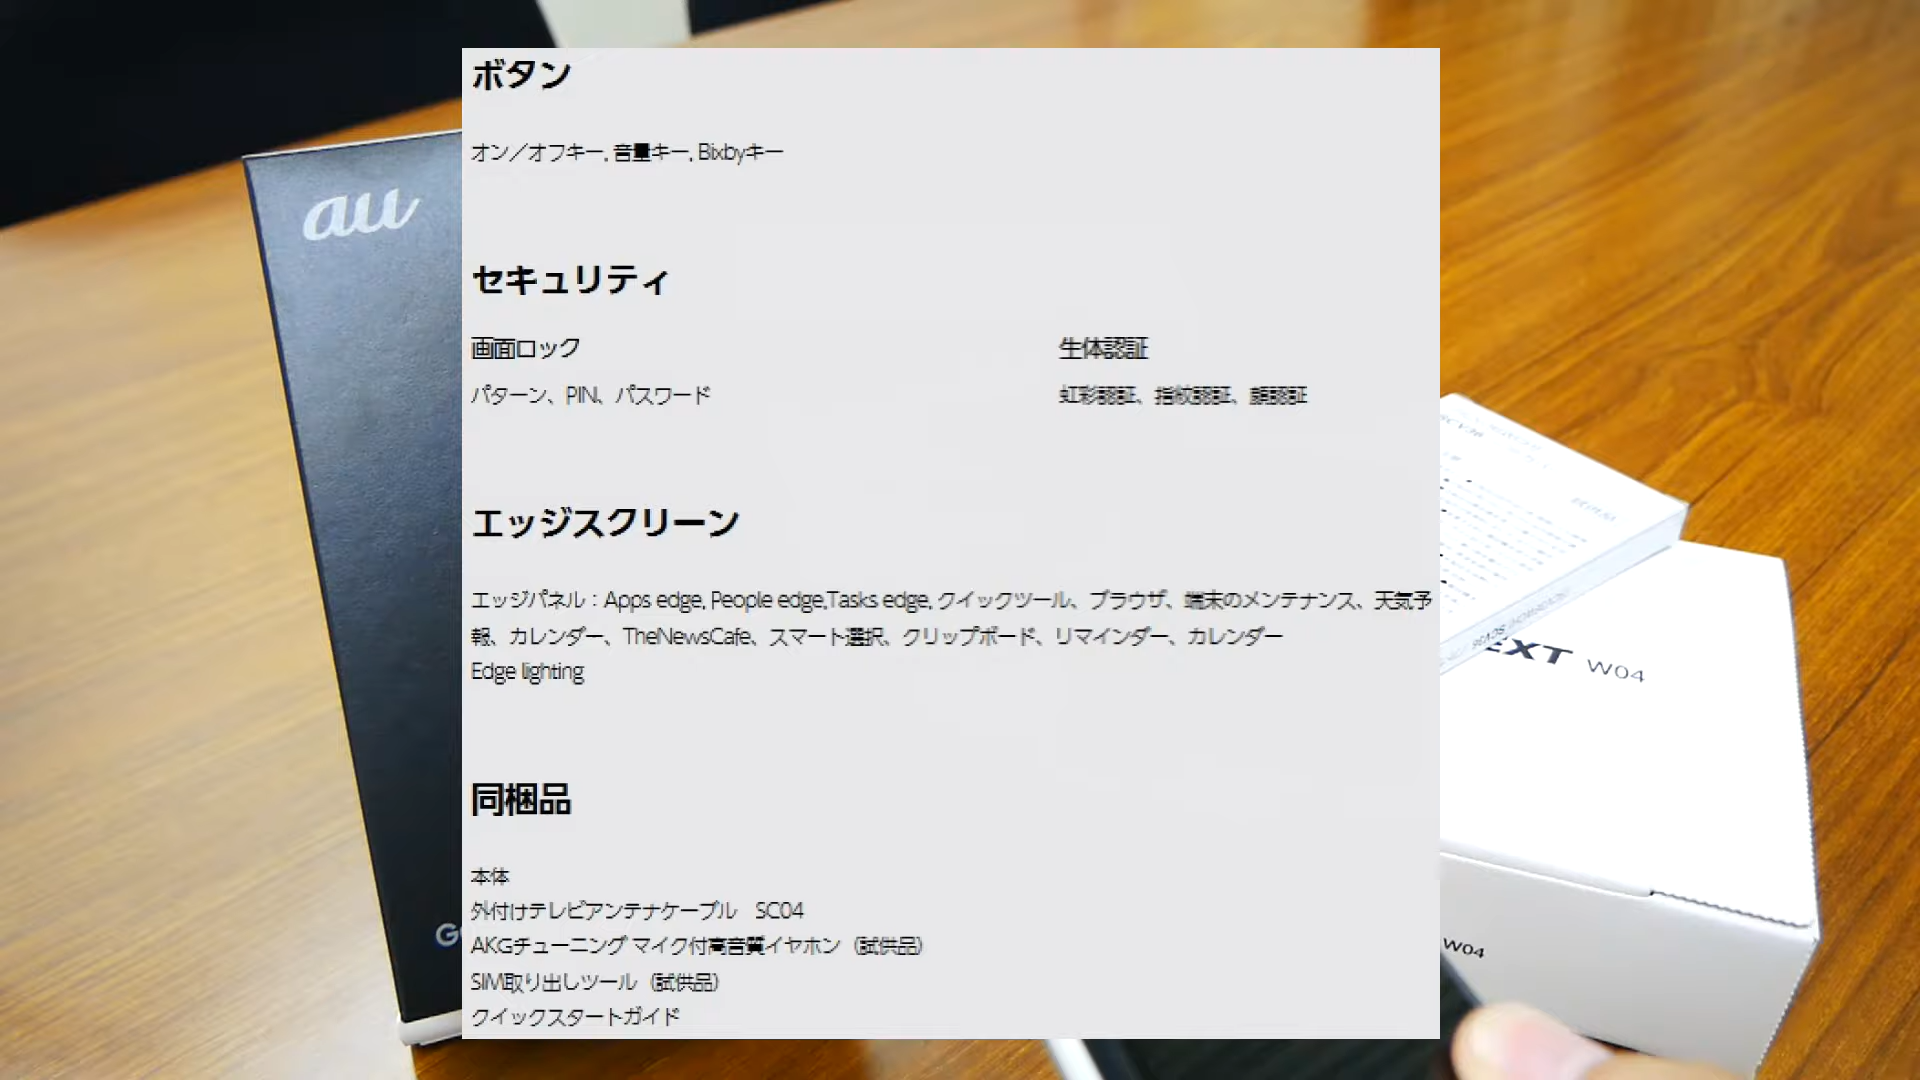 au
ボタン
オン／オフキー, 音量キー, Bixbyキー
セキュリティ
画面ロック
生体認証
パターン、PIN、パスワード
虹彩認証、指紋認証、顔認証
エッジスクリーン
エッジパネル：Apps edge, People edge,Tasks edge, クイックツール、ブラウザ、端末のメンテナンス、天気予
報、カレンダー、TheNewsCafe、スマート選択、クリップボード、リマインダー、カレンダー
Edge lighting
同梱品
本体
外付けテレビアンテナケーブル　SC04
AKGチューニング マイク付高音質イヤホン（試供品）
SIM取り出しツール（試供品）
クイックスタートガイド
W04
W04